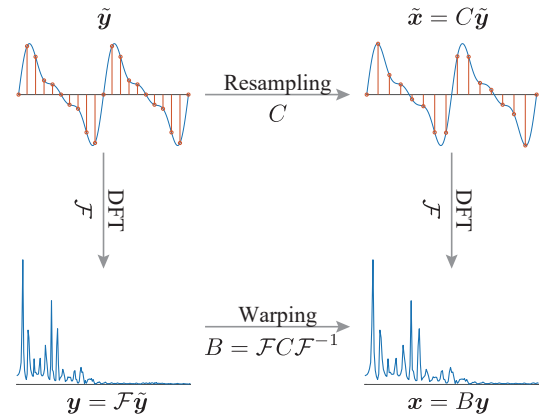 ỹ
x̃ = Cỹ
Resampling
C
DFT
ℱ
DFT
ℱ
Warping
B = ℱCℱ⁻¹
y = ℱỹ
x = By